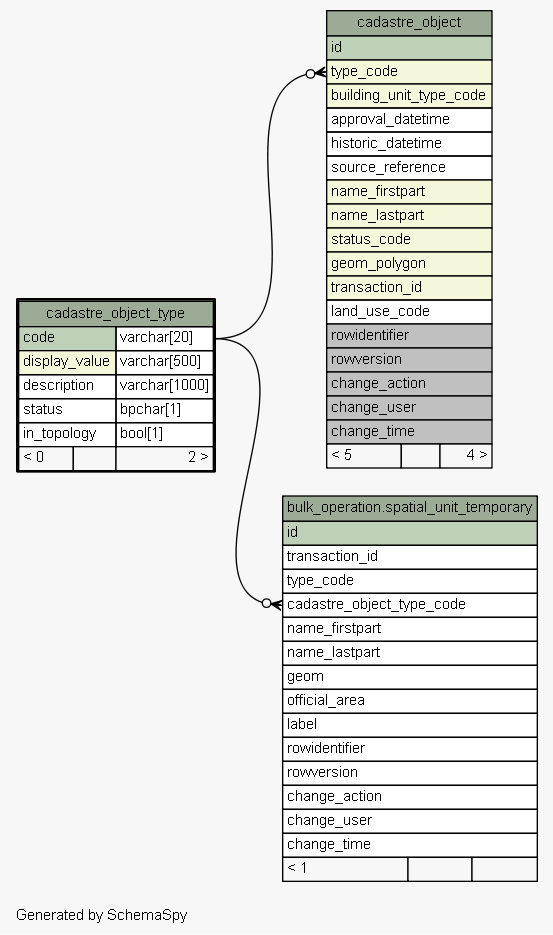 cadastre_object
id
type_code
building_unit_type_code
approval_datetime
historic_datetime
source_reference
name_firstpart
name_lastpart
status_code
geom_polygon
transaction_id
land_use_code
rowidentifier
rowversion
change_action
change_user
change_time
< 5 4 >
cadastre_object_type
code varchar[20]
display_value varchar[500]
description varchar[1000]
status bpchar[1]
in_topology bool[1]
< 0 2 >
bulk_operation.spatial_unit_temporary
id
transaction_id
type_code
cadastre_object_type_code
name_firstpart
name_lastpart
geom
official_area
label
rowidentifier
rowversion
change_action
change_user
change_time
< 1
Generated by SchemaSpy